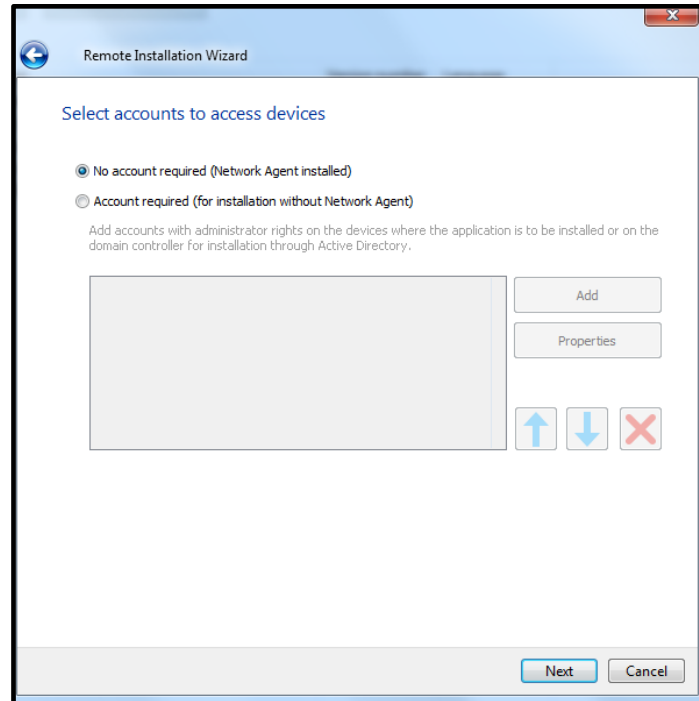 Remote Installation Wizard
Select accounts to access devices
No account required (Network Agent installed)
Account required (for installation without Network Agent)
Add accounts with administrator rights on the devices where the application is to be installed or on the
domain controller for installation through Active Directory.
Add
Properties
Next
Cancel